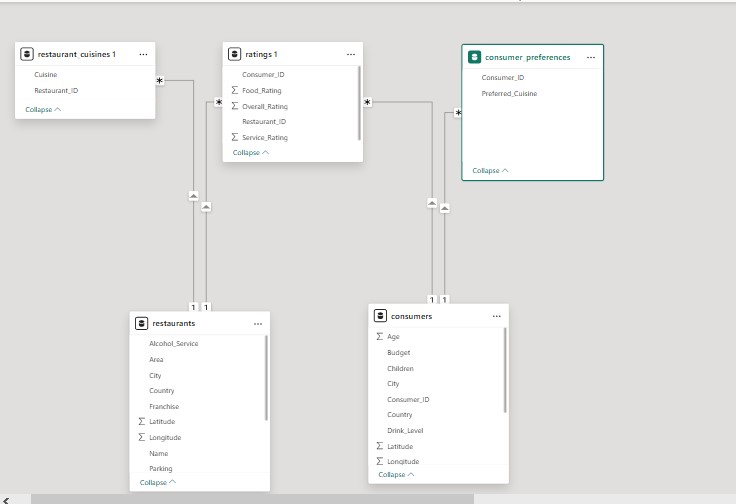 restaurant_cuisines 1
Cuisine
Restaurant_ID
Collapse
ratings 1
Consumer_ID
Food_Rating
Overall_Rating
Restaurant_ID
Service_Rating
Collapse
consumer_preferences
Consumer_ID
Preferred_Cuisine
Collapse
1 1
restaurants
Alcohol_Service
Area
City
Country
Franchise
Latitude
Longitude
Name
Parking
Collapse
1 1
consumers
Age
Budget
Children
City
Consumer_ID
Country
Drink_Level
Latitude
Longitude
Collapse